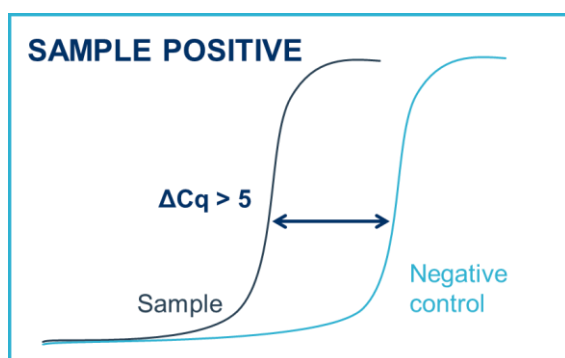 SAMPLE POSITIVE
ΔCq > 5
Sample
Negative
control